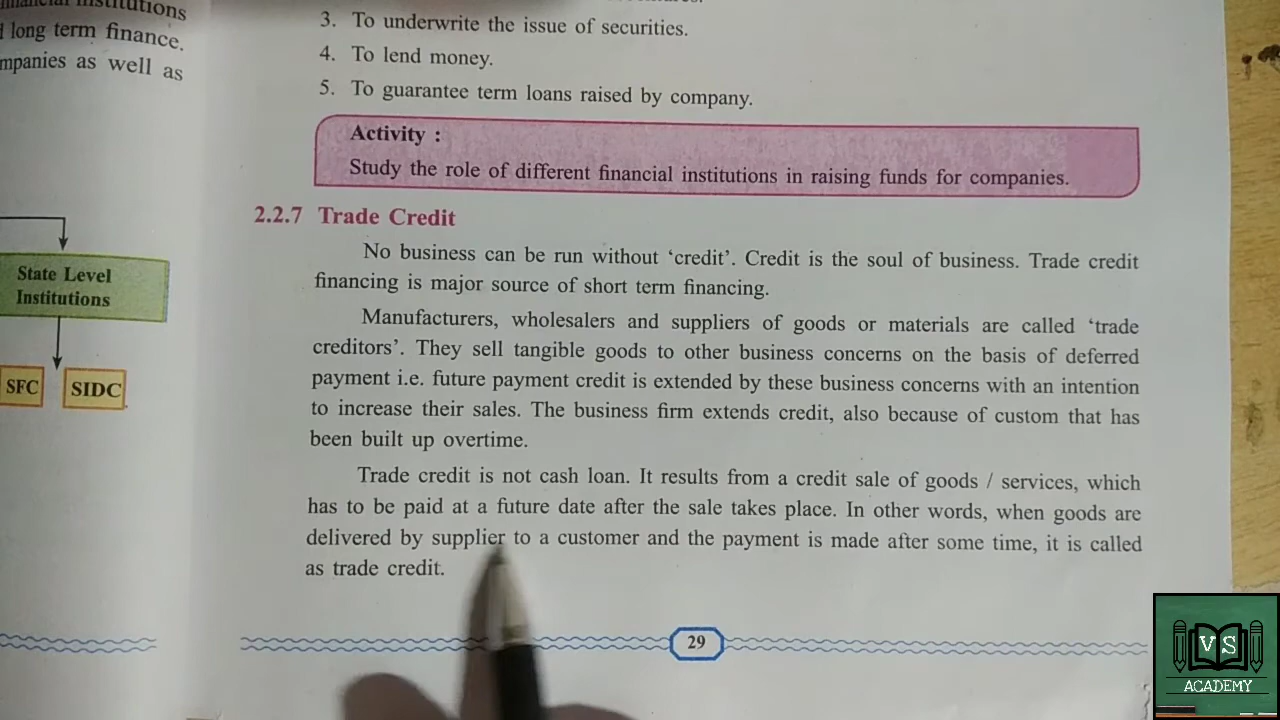 institutions
long term finance.
mpanies as well as
State Level
Institutions
SFC
SIDC
3. To underwrite the issue of securities.
4. To lend money.
5. To guarantee term loans raised by company.
Activity :
Study the role of different financial institutions in raising funds for companies.
2.2.7 Trade Credit
No business can be run without ‘credit’. Credit is the soul of business. Trade credit
financing is major source of short term financing.
Manufacturers, wholesalers and suppliers of goods or materials are called ‘trade
creditors’. They sell tangible goods to other business concerns on the basis of deferred
payment i.e. future payment credit is extended by these business concerns with an intention
to increase their sales. The business firm extends credit, also because of custom that has
been built up overtime.
Trade credit is not cash loan. It results from a credit sale of goods / services, which
has to be paid at a future date after the sale takes place. In other words, when goods are
delivered by supplier to a customer and the payment is made after some time, it is called
as trade credit.
29
VS
ACADEMY